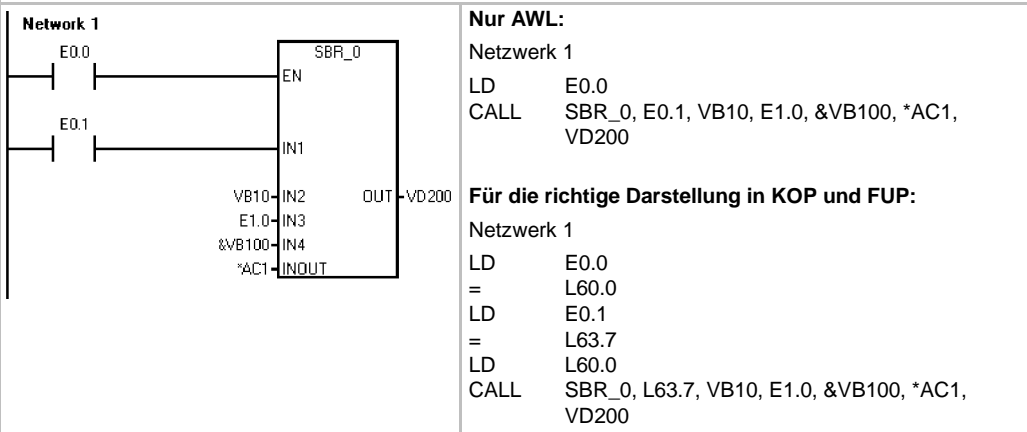 Network 1
E0.0
SBR_0
EN
E0.1
IN1
VB10 IN2 OUT VD200
E1.0 IN3
&VB100 IN4
*AC1 INOUT
Nur AWL:
Netzwerk 1
LD E0.0
CALL SBR_0, E0.1, VB10, E1.0, &VB100, *AC1,
VD200
Für die richtige Darstellung in KOP und FUP:
Netzwerk 1
LD E0.0
= L60.0
LD E0.1
= L63.7
LD L60.0
CALL SBR_0, L63.7, VB10, E1.0, &VB100, *AC1,
VD200